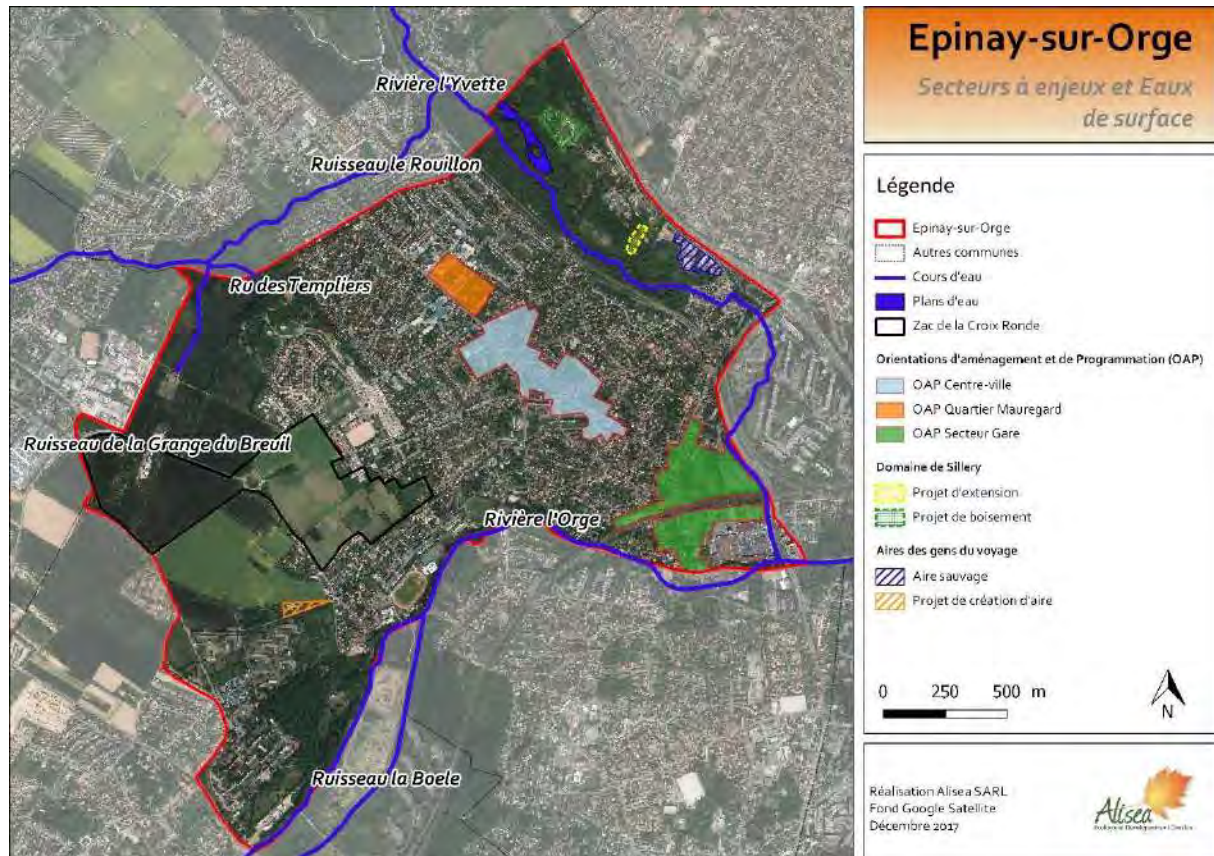 Rivière l'Yvette
Ruisseau le Rouillon
Ru des Templiers
Ruisseau de la Grange du Breuil
Rivière l'Orge
Ruisseau la Boele
Epinay-sur-Orge
Secteurs à enjeux et Eaux
de surface
Légende
Epinay-sur-Orge
Autres communes
Cours d'eau
Plans d'eau
Zac de la Croix Ronde
Orientations d'aménagement et de Programmation (OAP)
OAP Centre-ville
OAP Quartier Mauregard
OAP Secteur Gare
Domaine de Sillery
Projet d'extension
Projet de boisement
Aires des gens du voyage
Aire sauvage
Projet de création d'aire
0 250 500 m
N
Réalisation Alisea SARL
Fond Google Satellite
Décembre 2017
Alisea